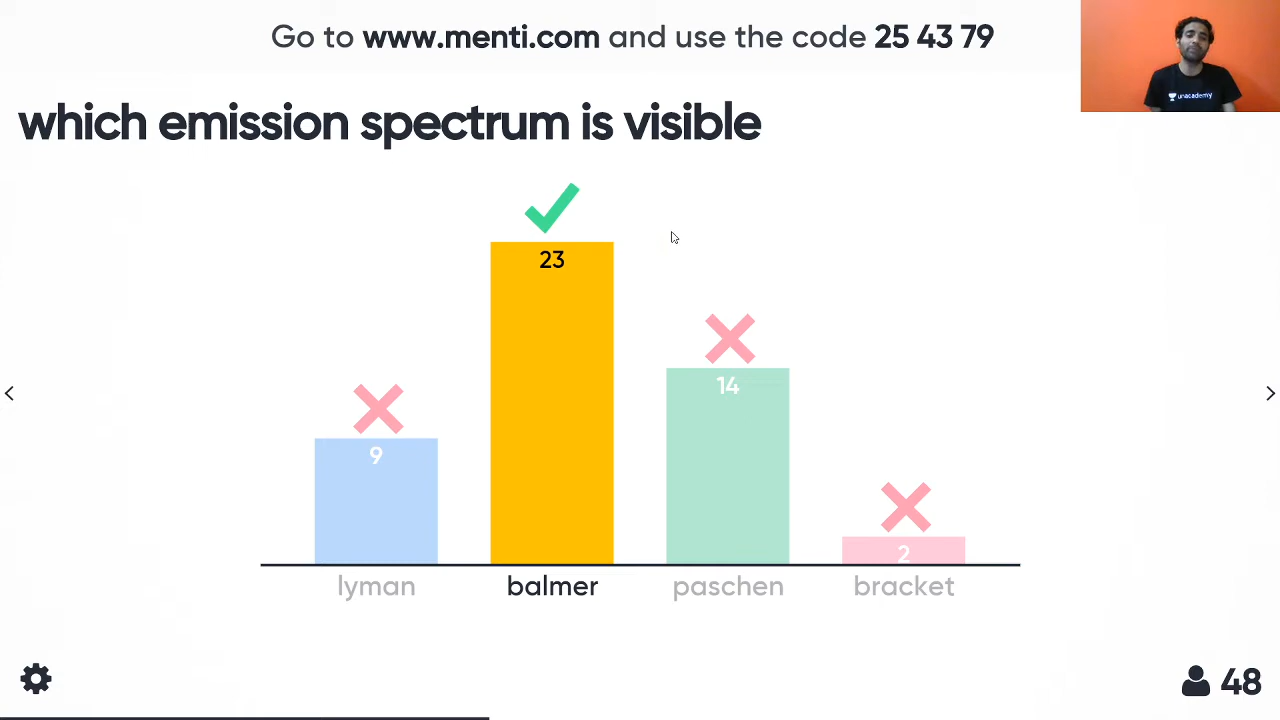 Go to www.menti.com and use the code 25 43 79
unacademy
which emission spectrum is visible
23
14
9
2
lyman balmer paschen bracket
48